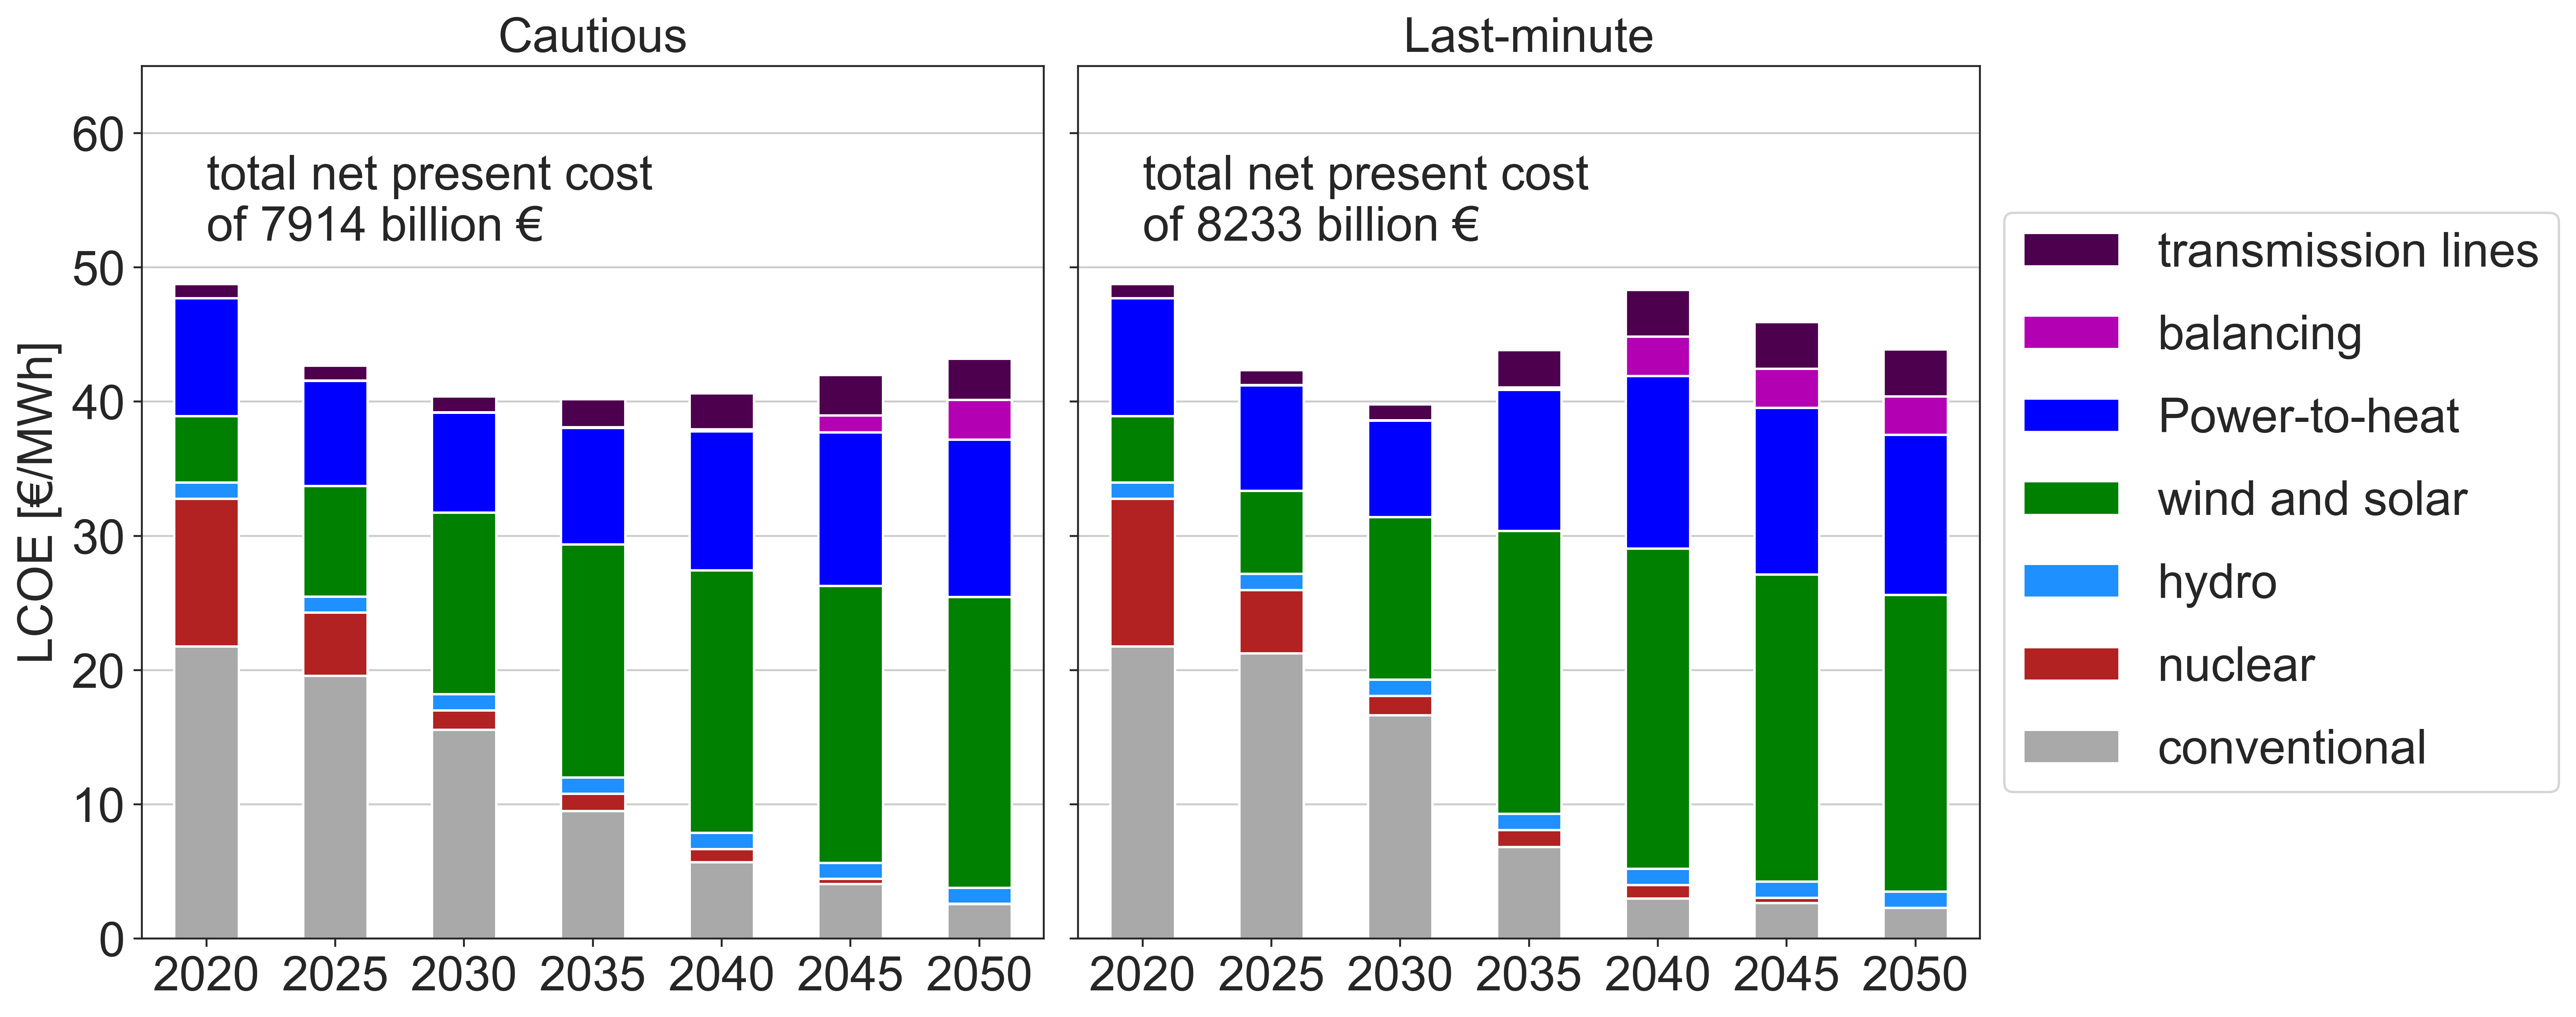 Cautious
Last-minute
LCOE [€/MWh]
60
50
40
30
20
10
0
total net present cost
of 7914 billion €
total net present cost
of 8233 billion €
2020 2025 2030 2035 2040 2045 2050
2020 2025 2030 2035 2040 2045 2050
transmission lines
balancing
Power-to-heat
wind and solar
hydro
nuclear
conventional